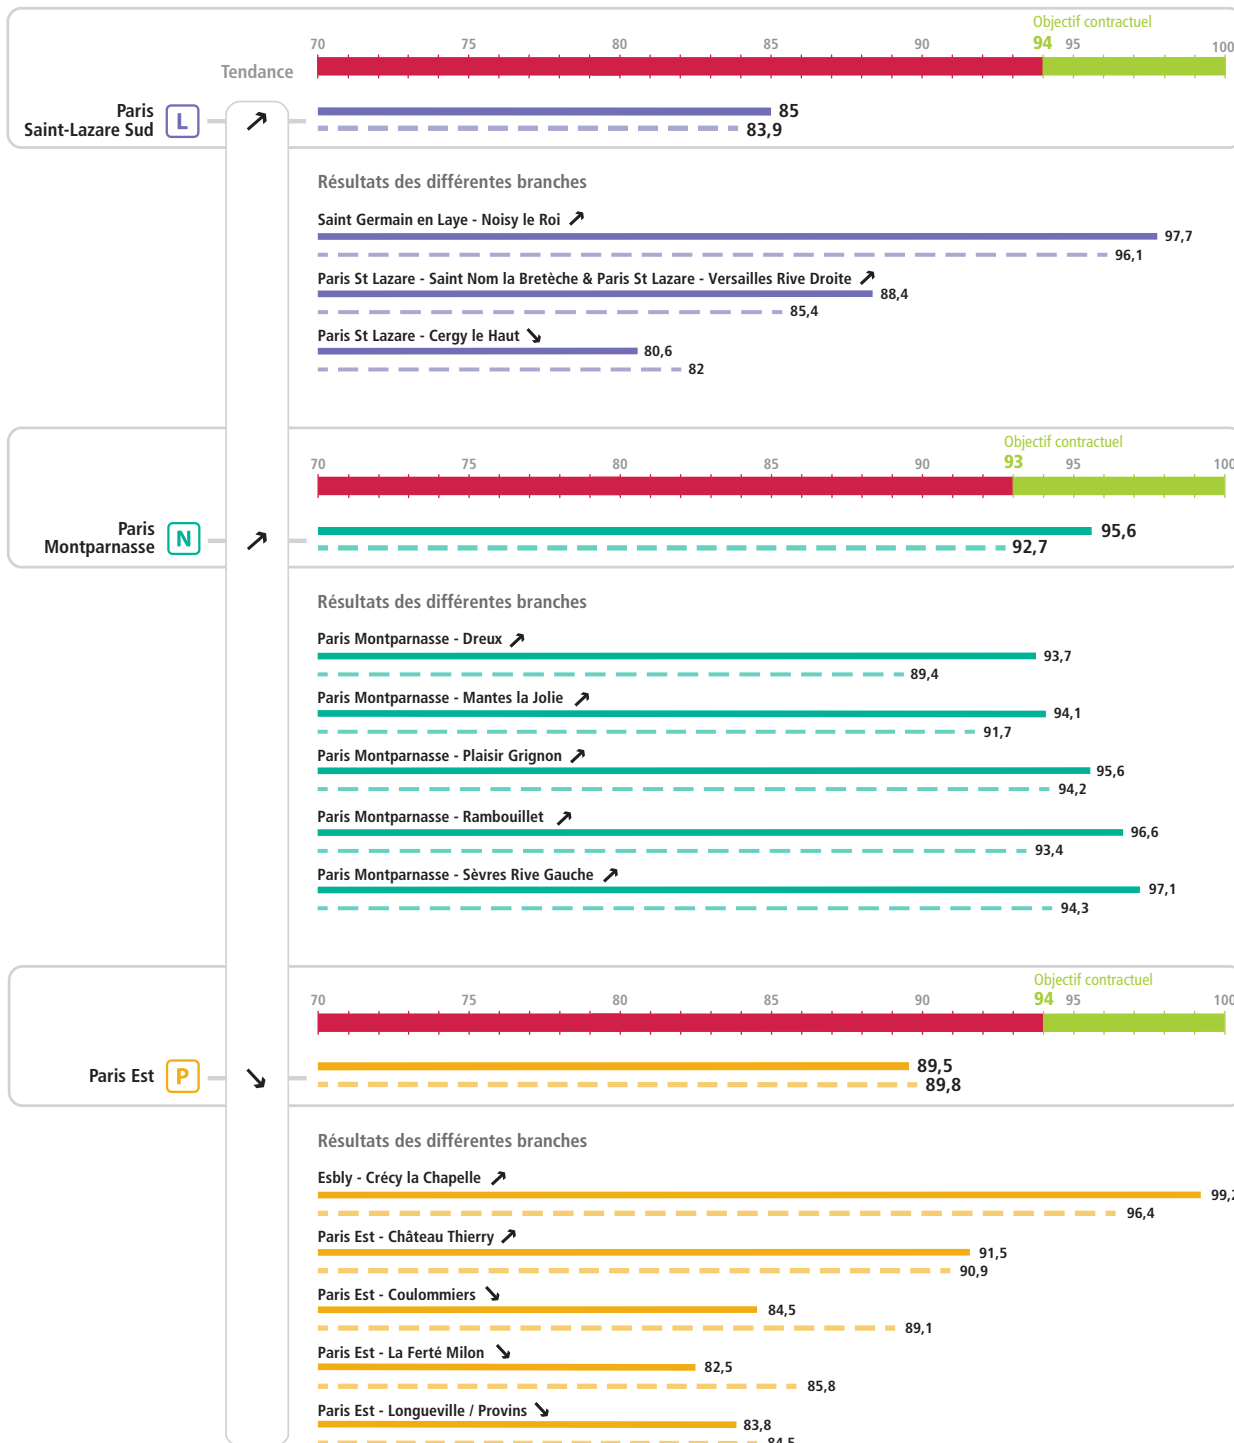 Objectif contractuel
70 75 80 85 90 94 95 100
Tendance
Paris
Saint-Lazare Sud
L
85
83,9
Résultats des différentes branches
Saint Germain en Laye - Noisy le Roi
97,7
96,1
Paris St Lazare - Saint Nom la Bretèche & Paris St Lazare - Versailles Rive Droite
88,4
85,4
Paris St Lazare - Cergy le Haut
80,6
82
Objectif contractuel
70 75 80 85 90 93 95 100
Paris
Montparnasse
N
95,6
92,7
Résultats des différentes branches
Paris Montparnasse - Dreux
93,7
89,4
Paris Montparnasse - Mantes la Jolie
94,1
91,7
Paris Montparnasse - Plaisir Grignon
95,6
94,2
Paris Montparnasse - Rambouillet
96,6
93,4
Paris Montparnasse - Sèvres Rive Gauche
97,1
94,3
Objectif contractuel
70 75 80 85 90 94 95 100
Paris Est
P
89,5
89,8
Résultats des différentes branches
Esbly - Crécy la Chapelle
99,2
96,4
Paris Est - Château Thierry
91,5
90,9
Paris Est - Coulommiers
84,5
89,1
Paris Est - La Ferté Milon
82,5
85,8
Paris Est - Longueville / Provins
83,8
84,5